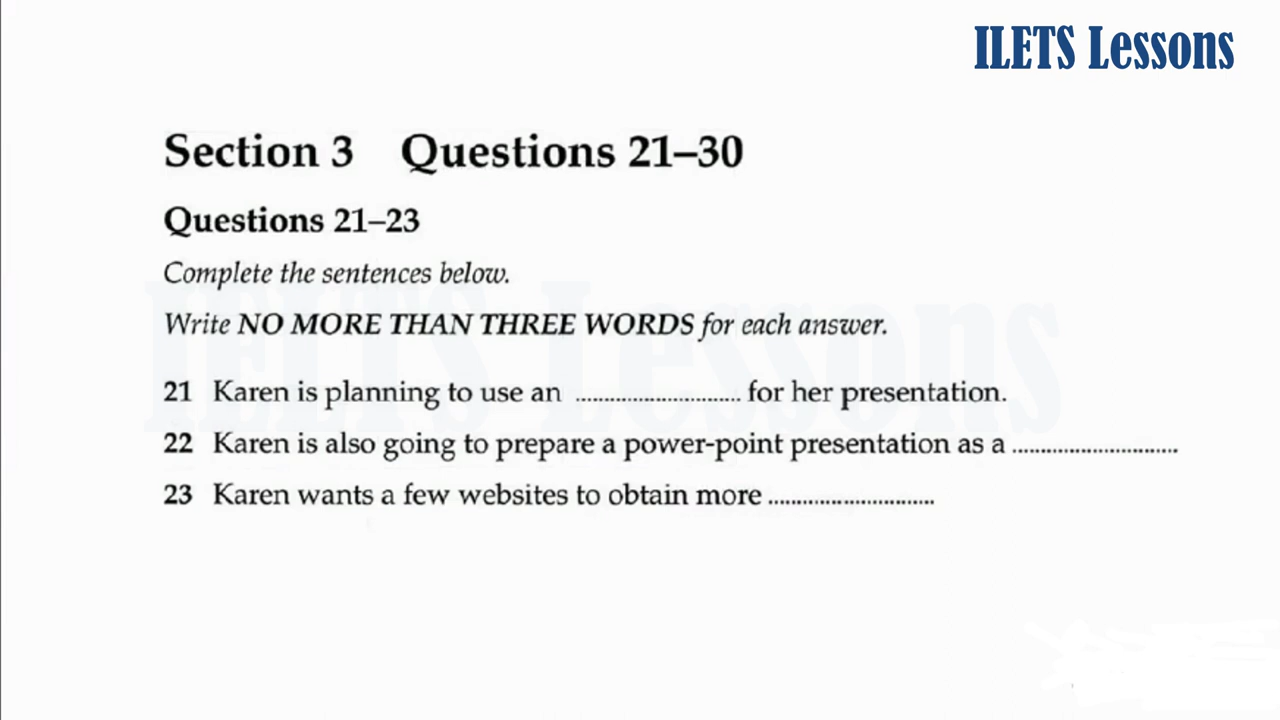 ILETS Lessons
Section 3 Questions 21–30
Questions 21–23
Complete the sentences below.
Write NO MORE THAN THREE WORDS for each answer.
21 Karen is planning to use an ............................. for her presentation.
22 Karen is also going to prepare a power-point presentation as a .............................
23 Karen wants a few websites to obtain more .............................
IELTS Lessons